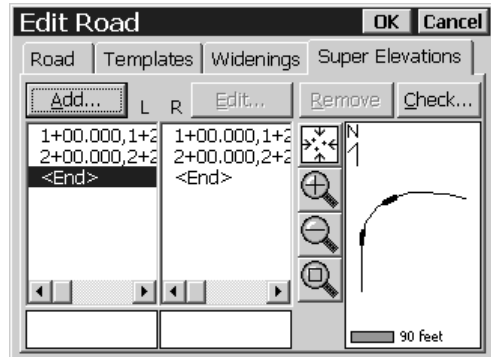 Edit Road OK Cancel
Road Templates Widenings Super Elevations
Add... L R Edit... Remove Check...
1+00.000,1+2 1+00.000,1+2
2+00.000,2+2 2+00.000,2+2
<End> <End>
N
90 feet